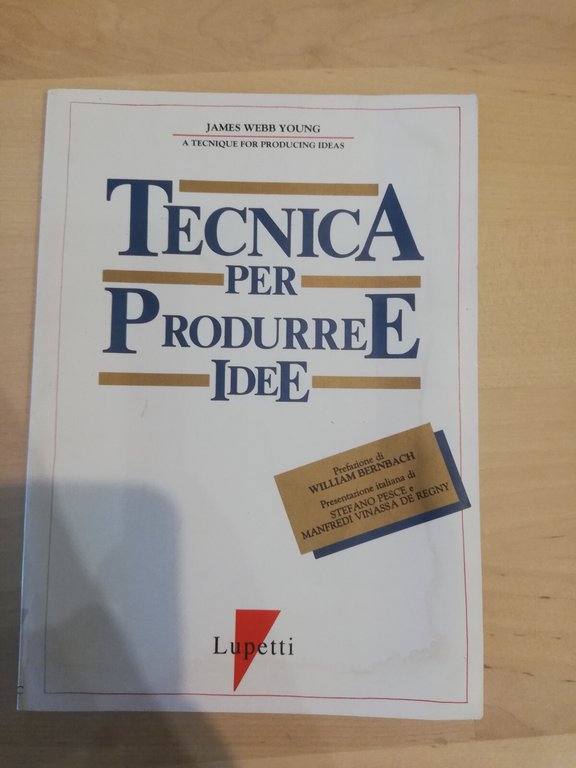 JAMES WEBB YOUNG
A TECNIQUE FOR PRODUCING IDEAS
TECNICA
PER
PRODURRE
IDEE
Prefazione di
WILLIAM BERNBACH
Presentazione italiana di
STEFANO PESCE e
MANFREDI VINASSA DE REGNY
Lupetti